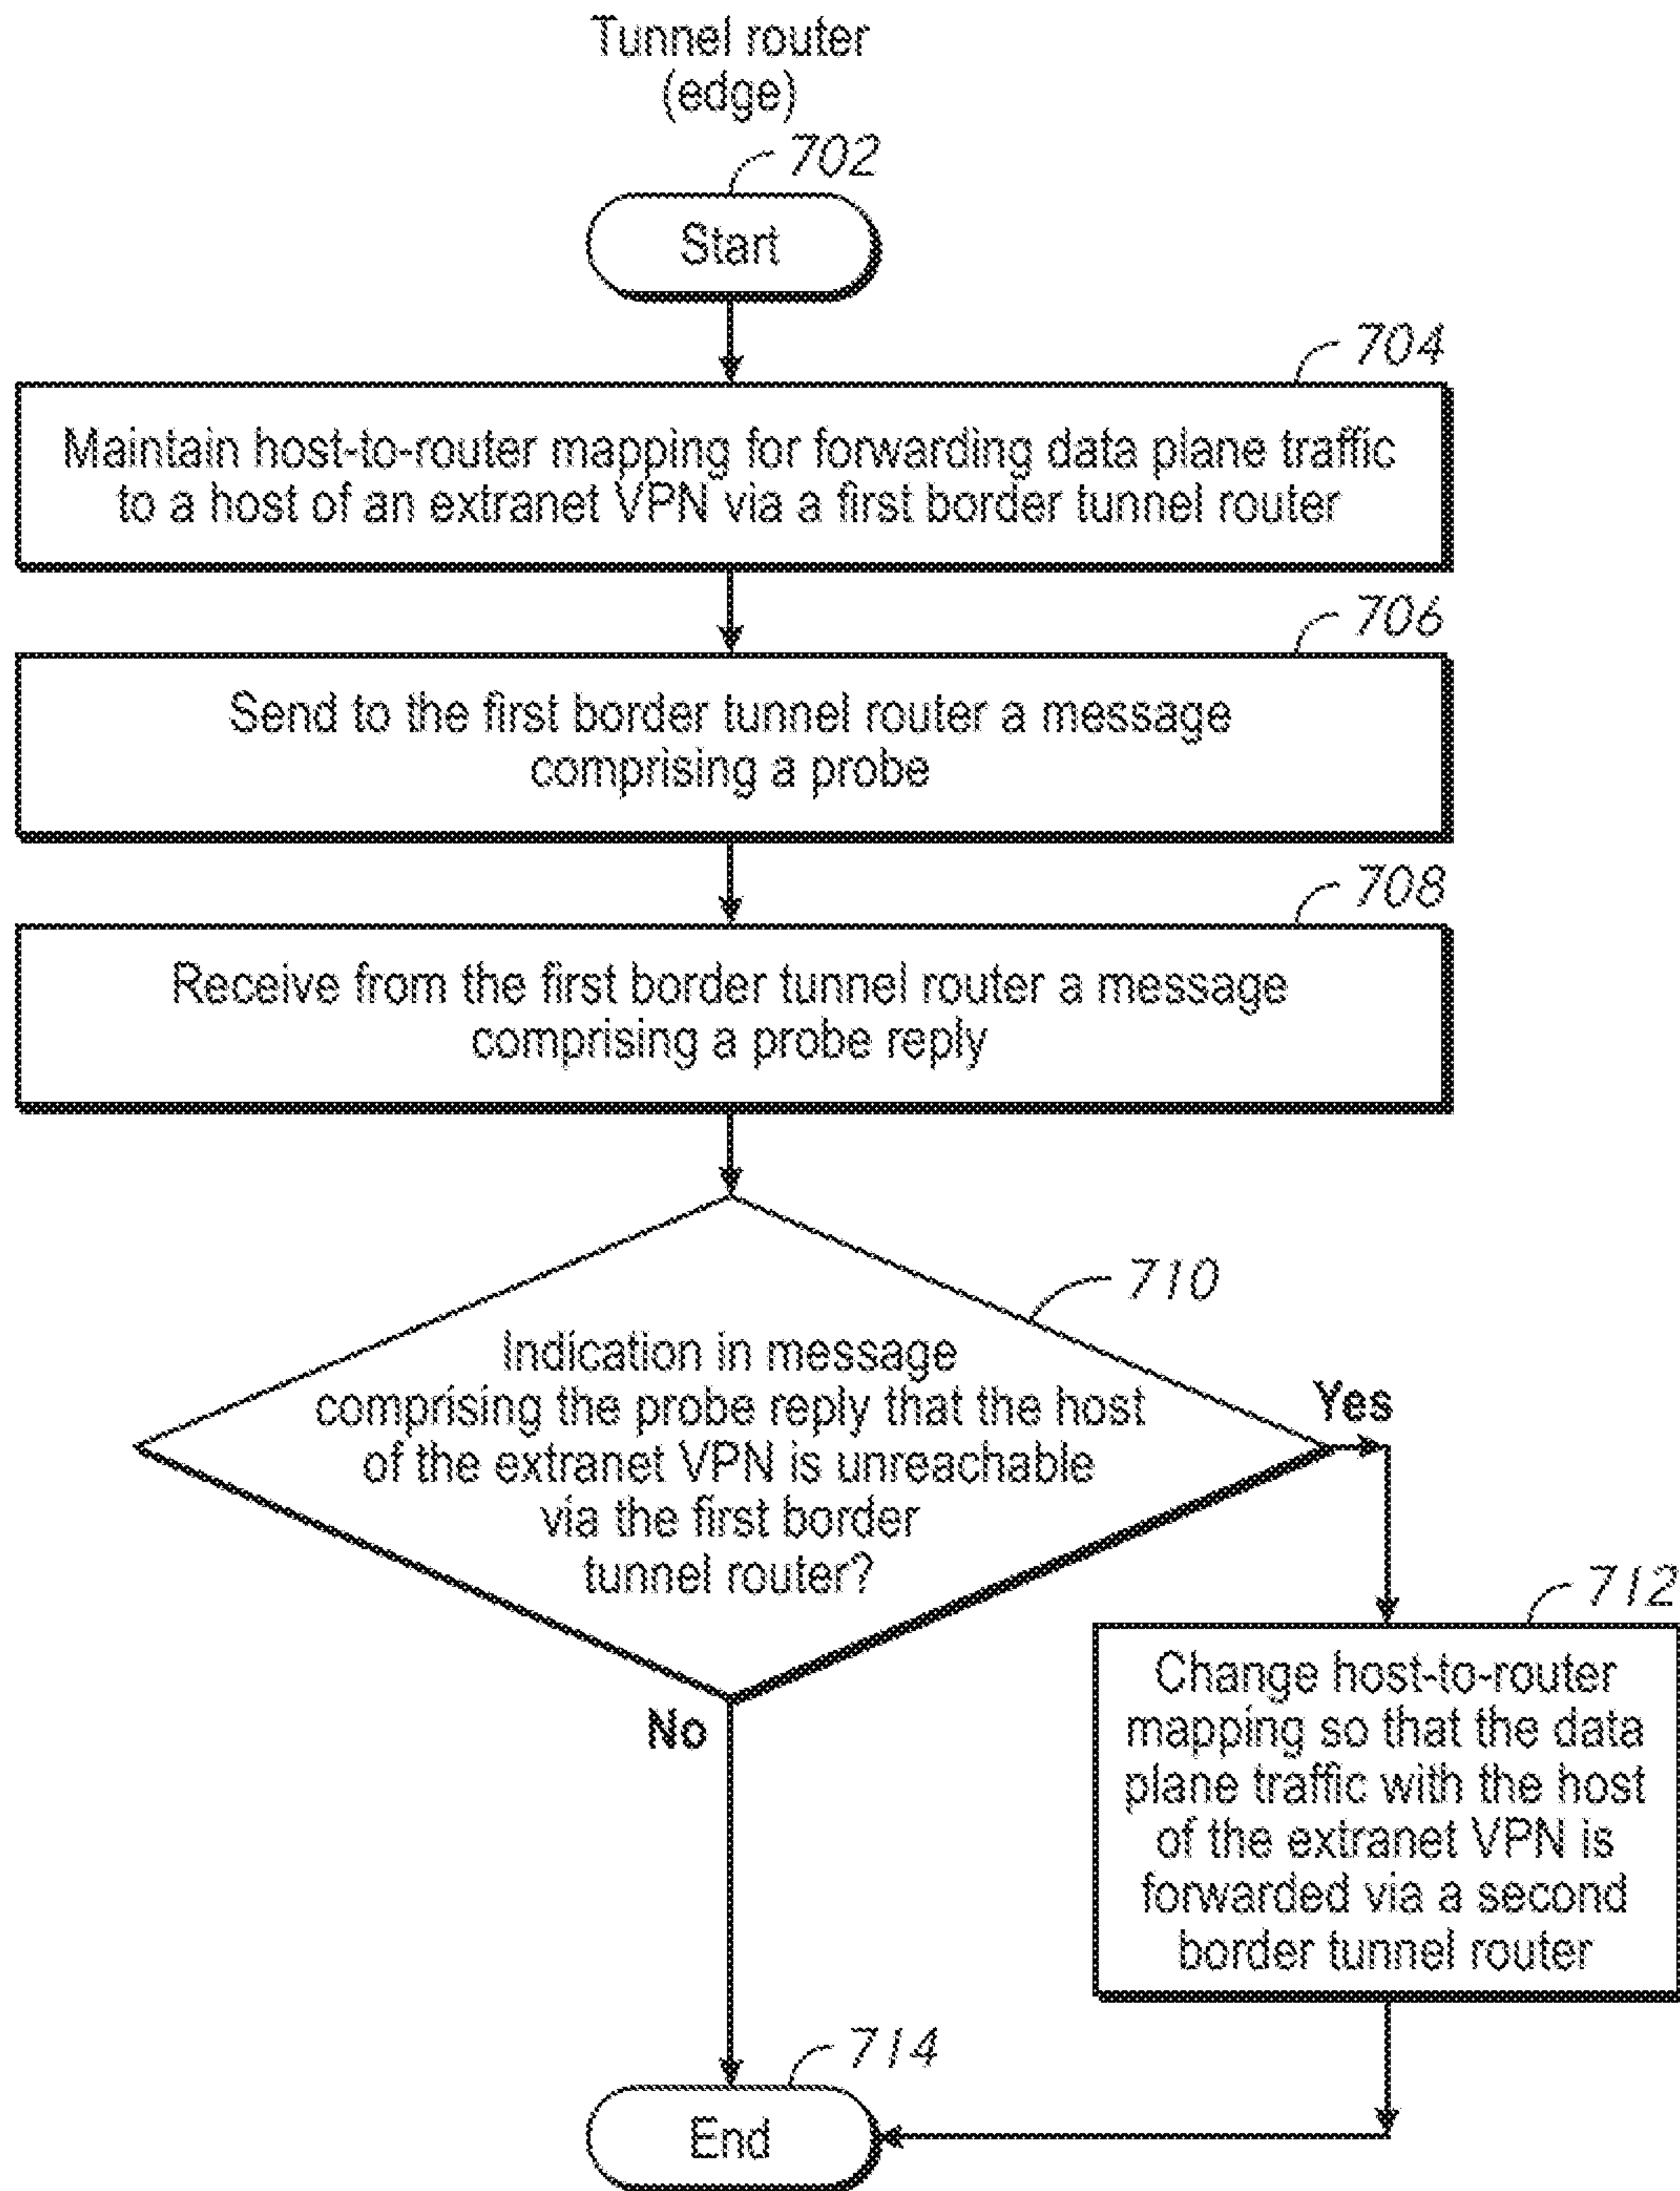 Tunnel router
(edge)
702
Start
704
Maintain host-to-router mapping for forwarding data plane traffic
to a host of an extranet VPN via a first border tunnel router
706
Send to the first border tunnel router a message
comprising a probe
708
Receive from the first border tunnel router a message
comprising a probe reply
710
Indication in message
comprising the probe reply that the host
of the extranet VPN is unreachable
via the first border
tunnel router?
Yes
No
712
Change host-to-router
mapping so that the data
plane traffic with the host
of the extranet VPN is
forwarded via a second
border tunnel router
714
End